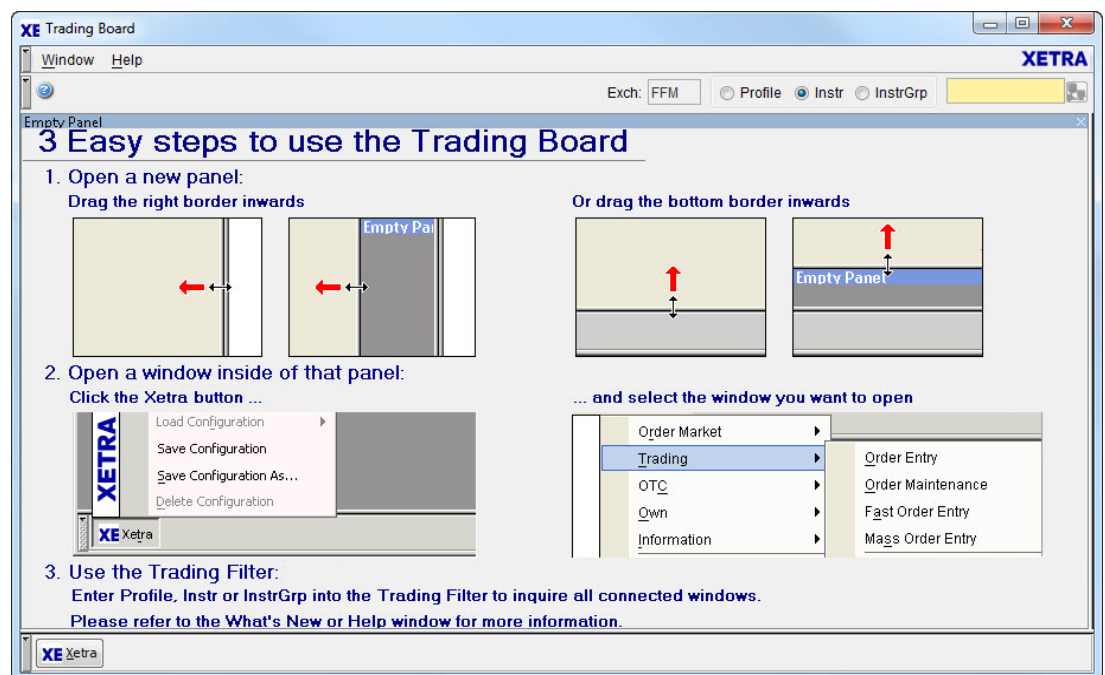 XE Trading Board
Window Help XETRA
Exch: FFM Profile Instr InstrGrp
Empty Panel
3 Easy steps to use the Trading Board
1. Open a new panel:
Drag the right border inwards
Or drag the bottom border inwards
Empty Pa
Empty Panel
2. Open a window inside of that panel:
Click the Xetra button ...
... and select the window you want to open
XETRA
Load Configuration
Save Configuration
Save Configuration As...
Delete Configuration
XE Xetra
Order Market
Trading
OTC
Own
Information
Order Entry
Order Maintenance
Fast Order Entry
Mass Order Entry
3. Use the Trading Filter:
Enter Profile, Instr or InstrGrp into the Trading Filter to inquire all connected windows.
Please refer to the What's New or Help window for more information.
XE Xetra